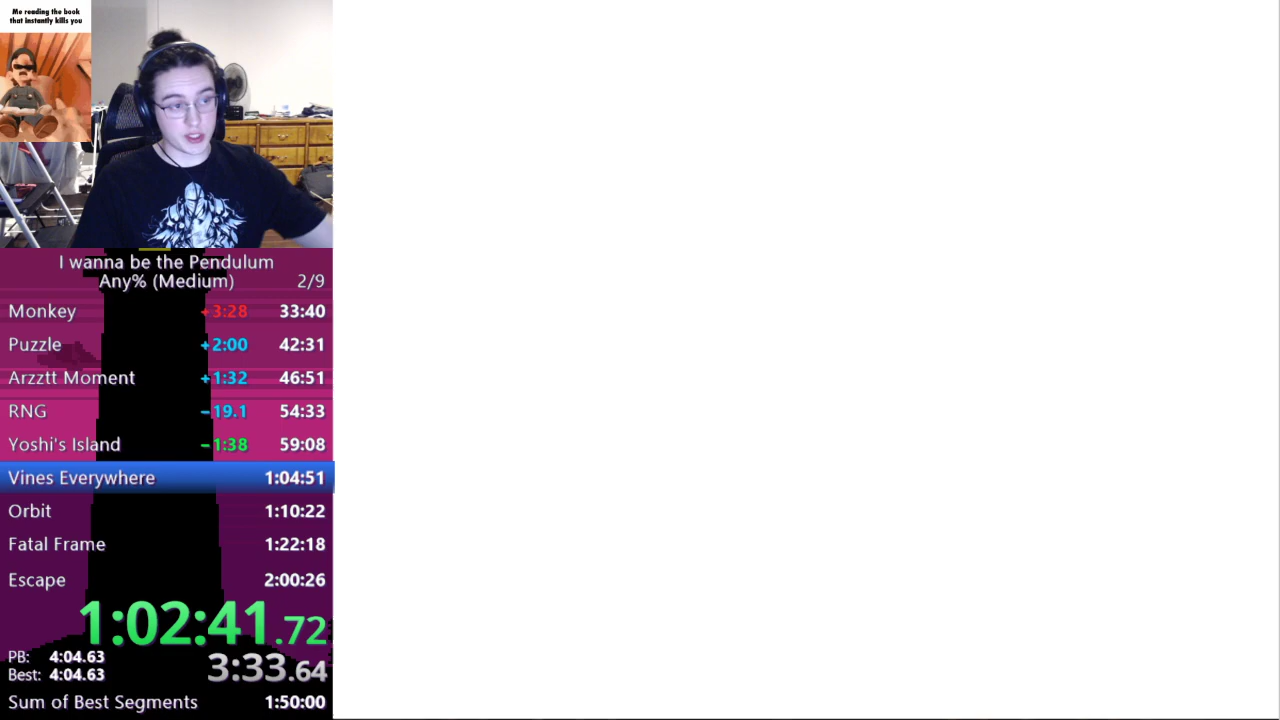 Me reading the book
that instantly kills you
I wanna be the Pendulum
Any% (Medium) 2/9
Monkey +3:28 33:40
Puzzle +2:00 42:31
Arzztt Moment +1:32 46:51
RNG −19.1 54:33
Yoshi's Island −1:38 59:08
Vines Everywhere 1:04:51
Orbit 1:10:22
Fatal Frame 1:22:18
Escape 2:00:26
1:02:41.72
PB: 4:04.63
Best: 4:04.63
3:33.64
Sum of Best Segments 1:50:00